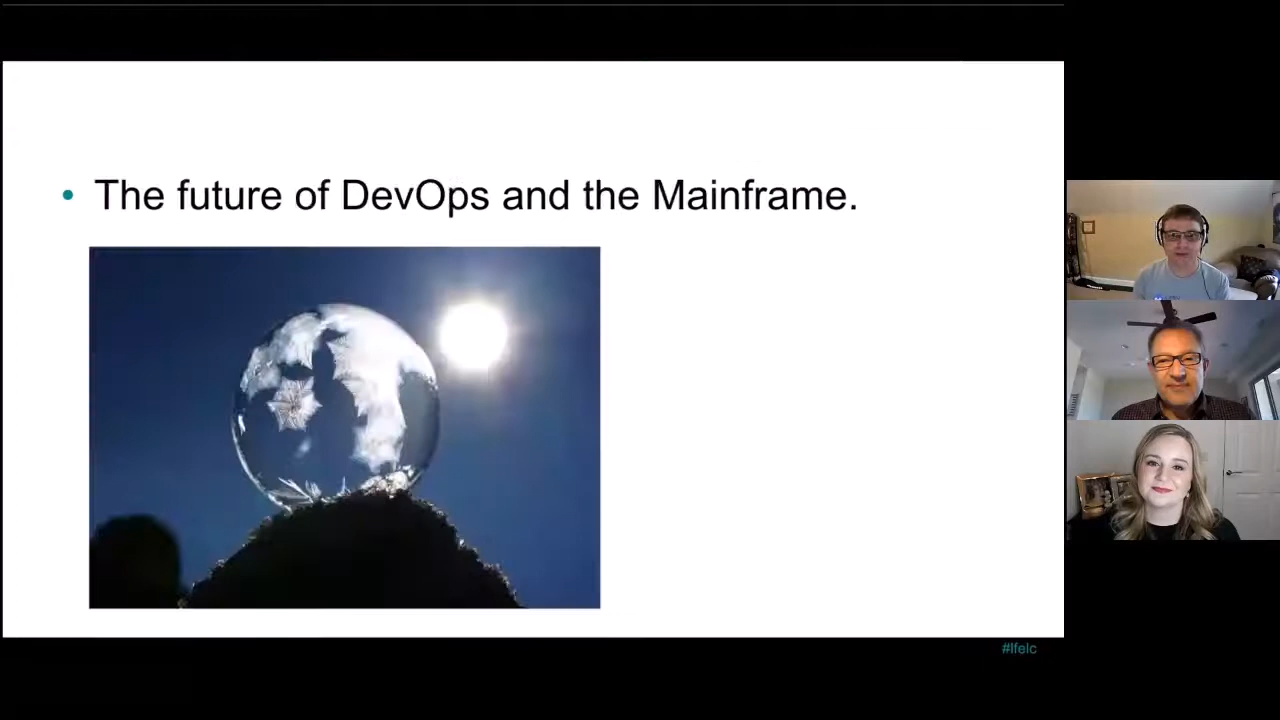 • The future of DevOps and the Mainframe.
#lfelc